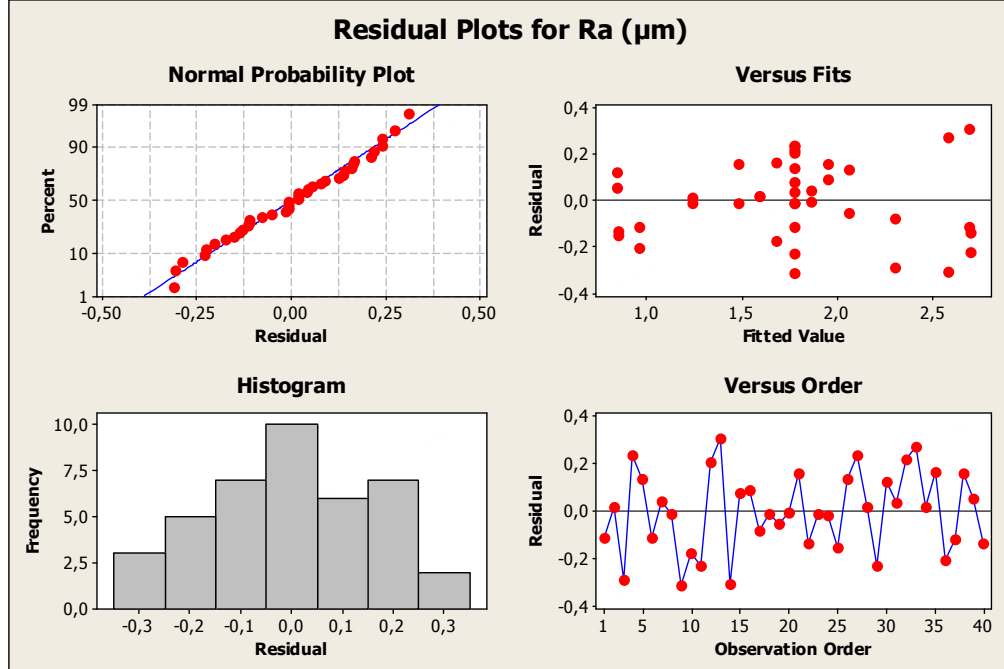 Residual Plots for Ra (µm)
Normal Probability Plot
99
90
50
10
1
Percent
-0,50 -0,25 0,00 0,25 0,50
Residual
Versus Fits
0,4
0,2
0,0
-0,2
-0,4
Residual
1,0 1,5 2,0 2,5
Fitted Value
Histogram
10,0
7,5
5,0
2,5
0,0
Frequency
-0,3 -0,2 -0,1 0,0 0,1 0,2 0,3
Residual
Versus Order
0,4
0,2
0,0
-0,2
-0,4
Residual
1 5 10 15 20 25 30 35 40
Observation Order